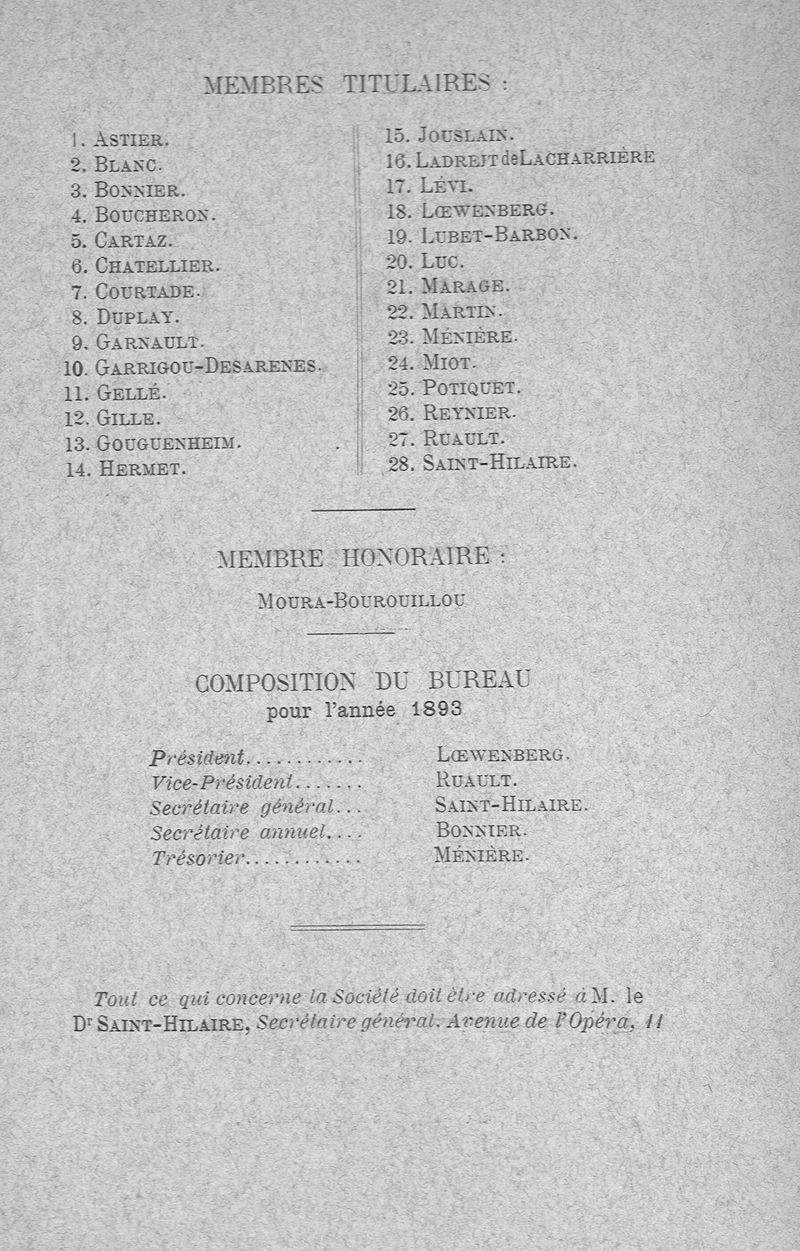 MEMBRES TITULAIRES :
1. ASTIER.
2. BLANC.
3. BONNIER.
4. BOUCHERON.
5. CARTAZ.
6. CHATELLIER.
7. COURTADE.
8. DUPLAY.
9. GARNAULT.
10. GARRIGOU-DESARENES.
11. GELLÉ.
12. GILLE.
13. GOUGUENHEIM.
14. HERMET.
15. JOUSLAIN.
16. LADREIT de LACHARRIÈRE
17. LÉVI.
18. LŒWENBERG.
19. LUBET-BARBON.
20. LUC.
21. MARAGE.
22. MARTIN.
23. MÉNIÈRE.
24. MIOT.
25. POTIQUET.
26. REYNIER.
27. RUAULT.
28. SAINT-HILAIRE.
MEMBRE HONORAIRE :
MOURA-BOUROUILLOU
COMPOSITION DU BUREAU
pour l'année 1893
Président............ LŒWENBERG.
Vice-Président....... RUAULT.
Secrétaire général... SAINT-HILAIRE.
Secrétaire annuel.... BONNIER.
Trésorier............ MÉNIÈRE.
Tout ce qui concerne la Société doit être adressé à M. le
Dr SAINT-HILAIRE, Secrétaire général. Avenue de l'Opéra, 11